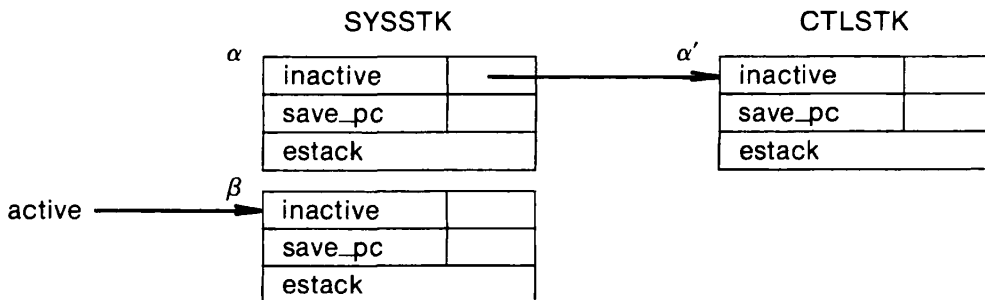 SYSSTK CTLSTK
α α′
inactive inactive
save_pc save_pc
estack estack
β
active inactive
save_pc
estack